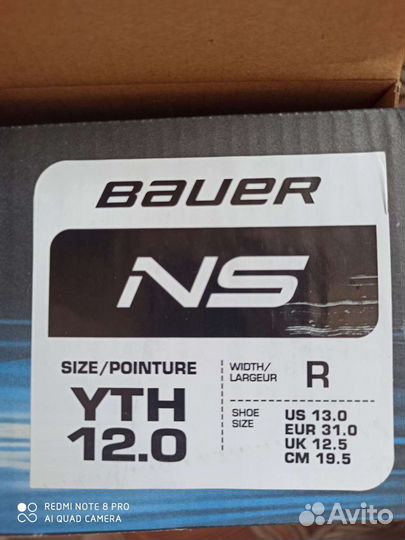 BAUER
NS
SIZE/POINTURE
YTH
12.0
WIDTH/
LARGEUR
R
SHOE
SIZE
US 13.0
EUR 31.0
UK 12.5
CM 19.5
REDMI NOTE 8 PRO
AI QUAD CAMERA
Avito